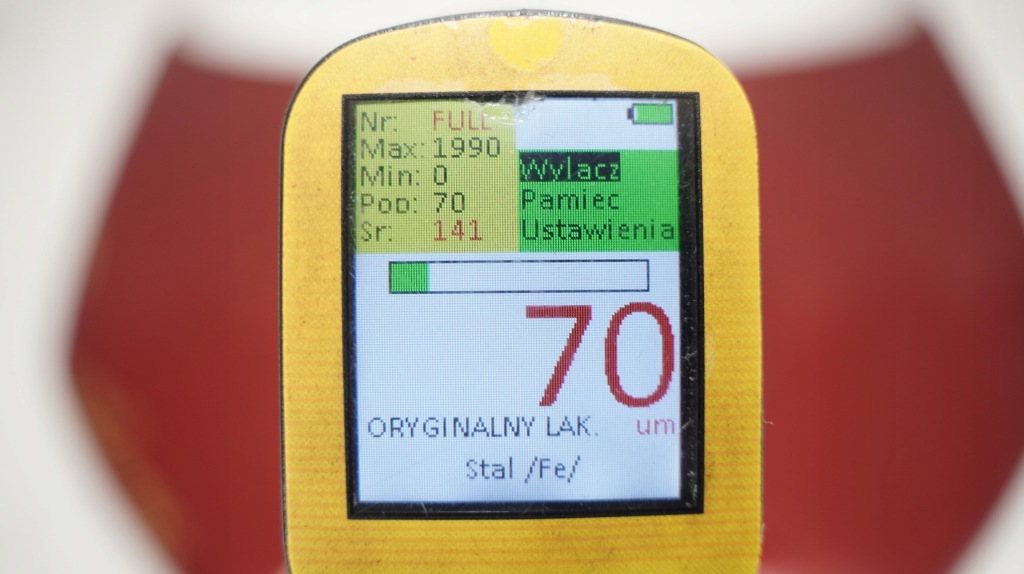 Nr: FULL
Max: 1990
Min: 0
Pop: 70
Sr: 141
Wylacz
Pamiec
Ustawienia
70
ORYGINALNY LAK. um
Stal /Fe/